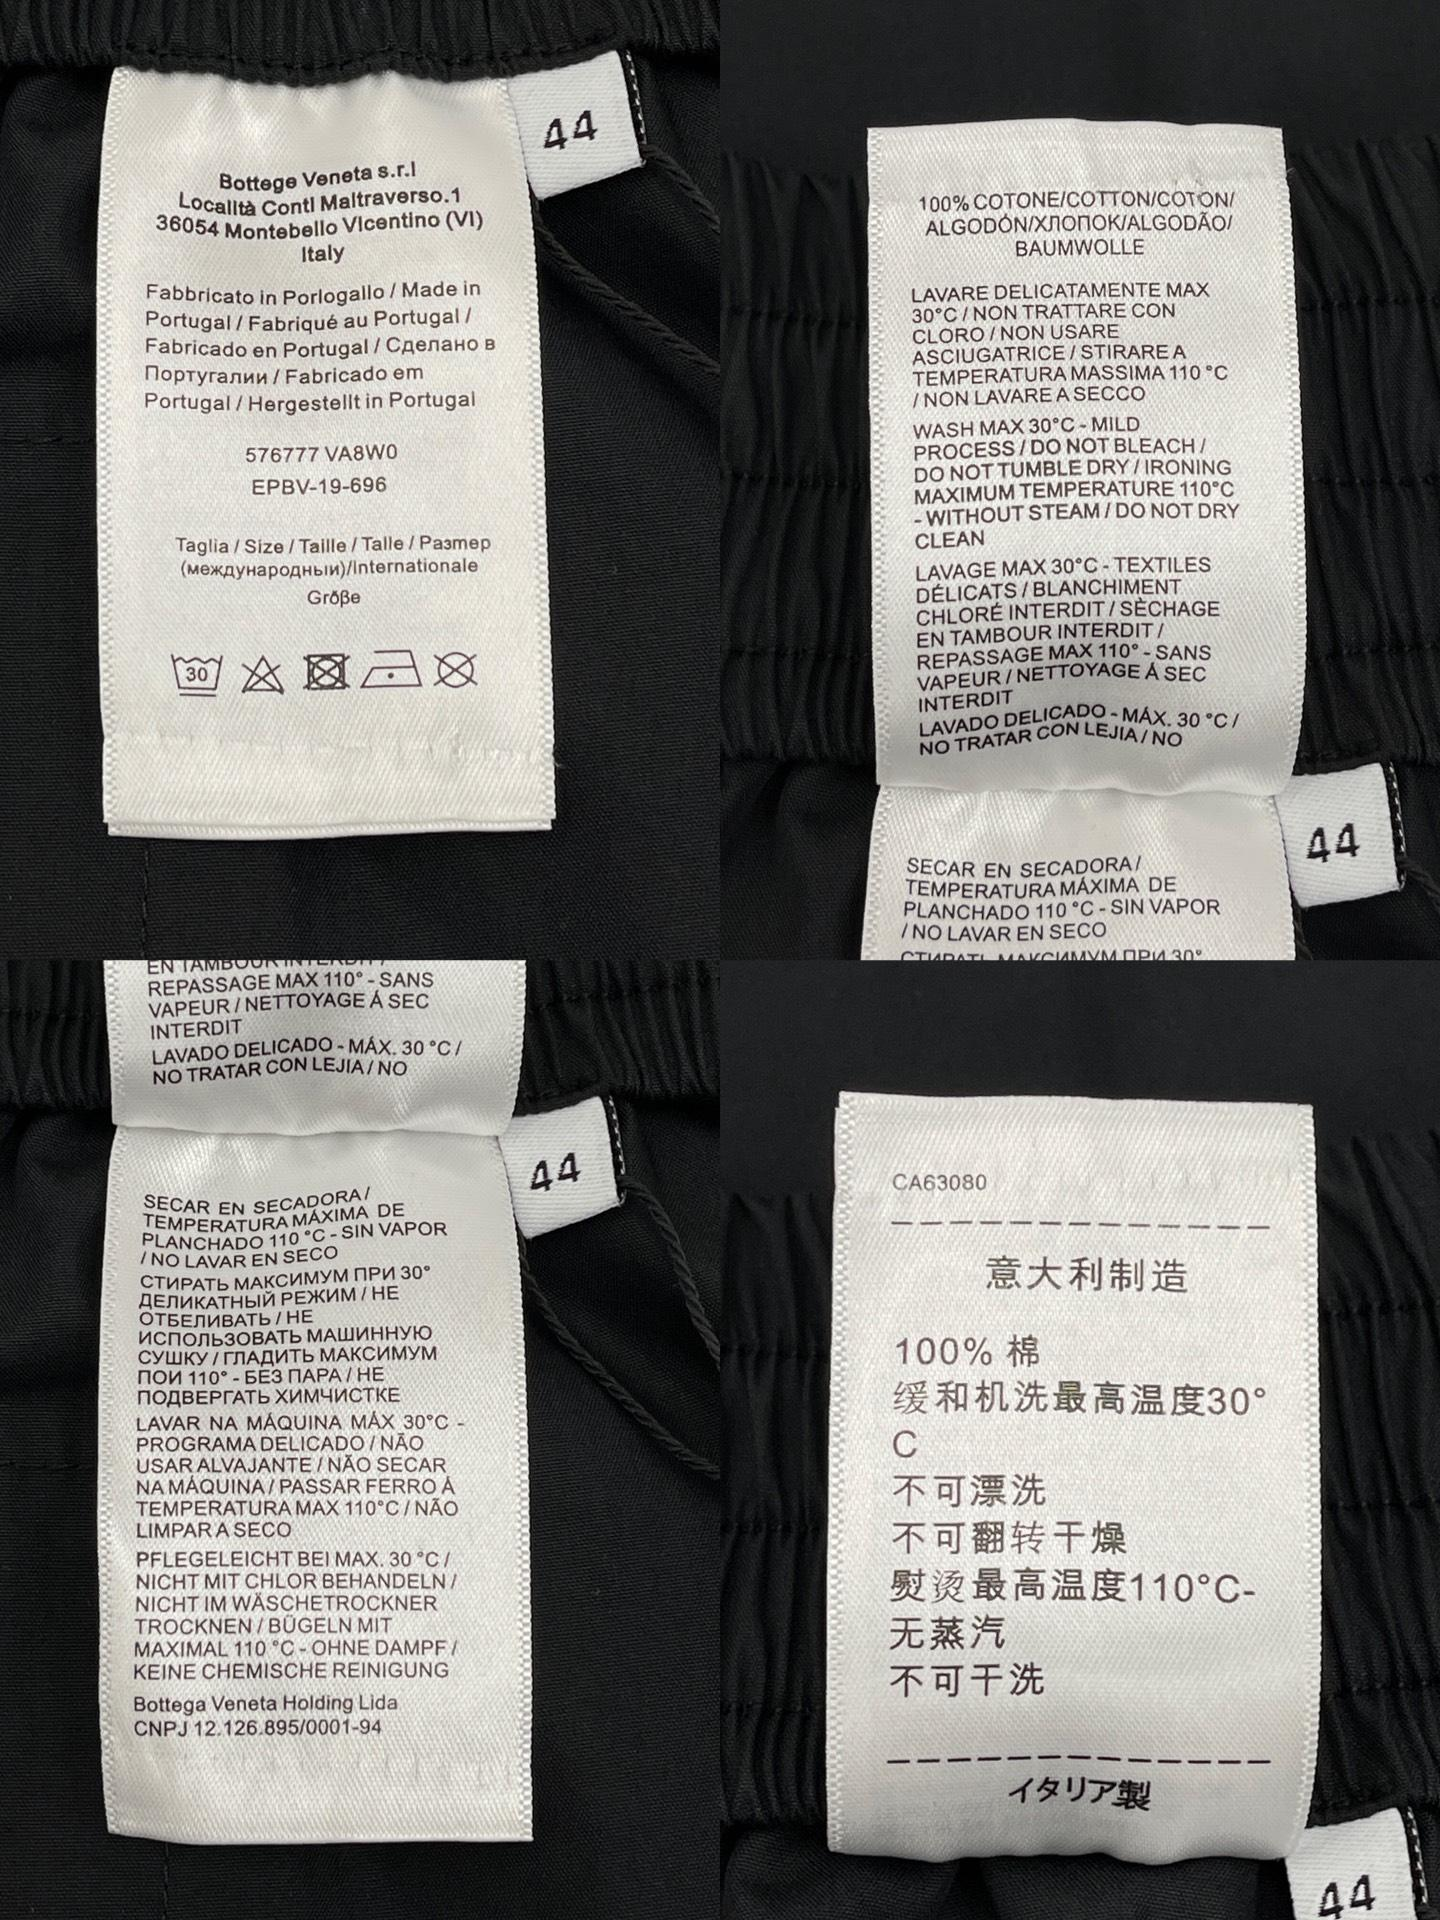 44
Bottege Veneta s.r.l
Località Conti Maltraverso.1
36054 Montebello Vicentino (VI)
Italy
Fabbricato in Porlogallo / Made in
Portugal / Fabriqué au Portugal /
Fabricado en Portugal / Сделано в
Португалии / Fabricado em
Portugal / Hergestellt in Portugal
576777 VA8W0
EPBV-19-696
Taglia / Size / Taille / Talle / Размер
(международный)/internationale
Größe
30
100% COTONE/COTTON/COTON/
ALGODÓN/ХЛОПОК/ALGODÃO/
BAUMWOLLE
LAVARE DELICATAMENTE MAX
30°C / NON TRATTARE CON
CLORO / NON USARE
ASCIUGATRICE / STIRARE A
TEMPERATURA MASSIMA 110 °C
/ NON LAVARE A SECCO
WASH MAX 30°C - MILD
PROCESS / DO NOT BLEACH /
DO NOT TUMBLE DRY / IRONING
MAXIMUM TEMPERATURE 110°C
- WITHOUT STEAM / DO NOT DRY
CLEAN
LAVAGE MAX 30°C - TEXTILES
DÉLICATS / BLANCHIMENT
CHLORÉ INTERDIT / SÈCHAGE
EN TAMBOUR INTERDIT /
REPASSAGE MAX 110° - SANS
VAPEUR / NETTOYAGE À SEC
INTERDIT
LAVADO DELICADO - MÁX. 30 °C /
NO TRATAR CON LEJIA / NO
44
SECAR EN SECADORA /
TEMPERATURA MÁXIMA DE
PLANCHADO 110 °C - SIN VAPOR
/ NO LAVAR EN SECO
СТИРАТЬ МАКСИМУМ ПРИ 30°
EN TAMBOUR INTERDIT /
REPASSAGE MAX 110° - SANS
VAPEUR / NETTOYAGE Á SEC
INTERDIT
LAVADO DELICADO - MÁX. 30 °C /
NO TRATAR CON LEJIA / NO
44
SECAR EN SECADORA /
TEMPERATURA MÁXIMA DE
PLANCHADO 110 °C - SIN VAPOR
/ NO LAVAR EN SECO
СТИРАТЬ МАКСИМУМ ПРИ 30°
ДЕЛИКАТНЫЙ РЕЖИМ / НЕ
ОТБЕЛИВАТЬ / НЕ
ИСПОЛЬЗОВАТЬ МАШИННУЮ
СУШКУ / ГЛАДИТЬ МАКСИМУМ
ПОИ 110° - БЕЗ ПАРА / НЕ
ПОДВЕРГАТЬ ХИМЧИСТКЕ
LAVAR NA MÁQUINA MÁX 30°C -
PROGRAMA DELICADO / NÃO
USAR ALVAJANTE / NÃO SECAR
NA MÁQUINA / PASSAR FERRO Á
TEMPERATURA MAX 110°C / NÃO
LIMPAR A SECO
PFLEGELEICHT BEI MAX. 30 °C /
NICHT MIT CHLOR BEHANDELN /
NICHT IM WÄSCHETROCKNER
TROCKNEN / BÜGELN MIT
MAXIMAL 110 °C - OHNE DAMPF /
KEINE CHEMISCHE REINIGUNG
Bottega Veneta Holding Lida
CNPJ 12.126.895/0001-94
CA63080
意大利制造
100% 棉
缓和机洗最高温度30°
C
不可漂洗
不可翻转干燥
熨烫最高温度110°C-
无蒸汽
不可干洗
イタリア製
44